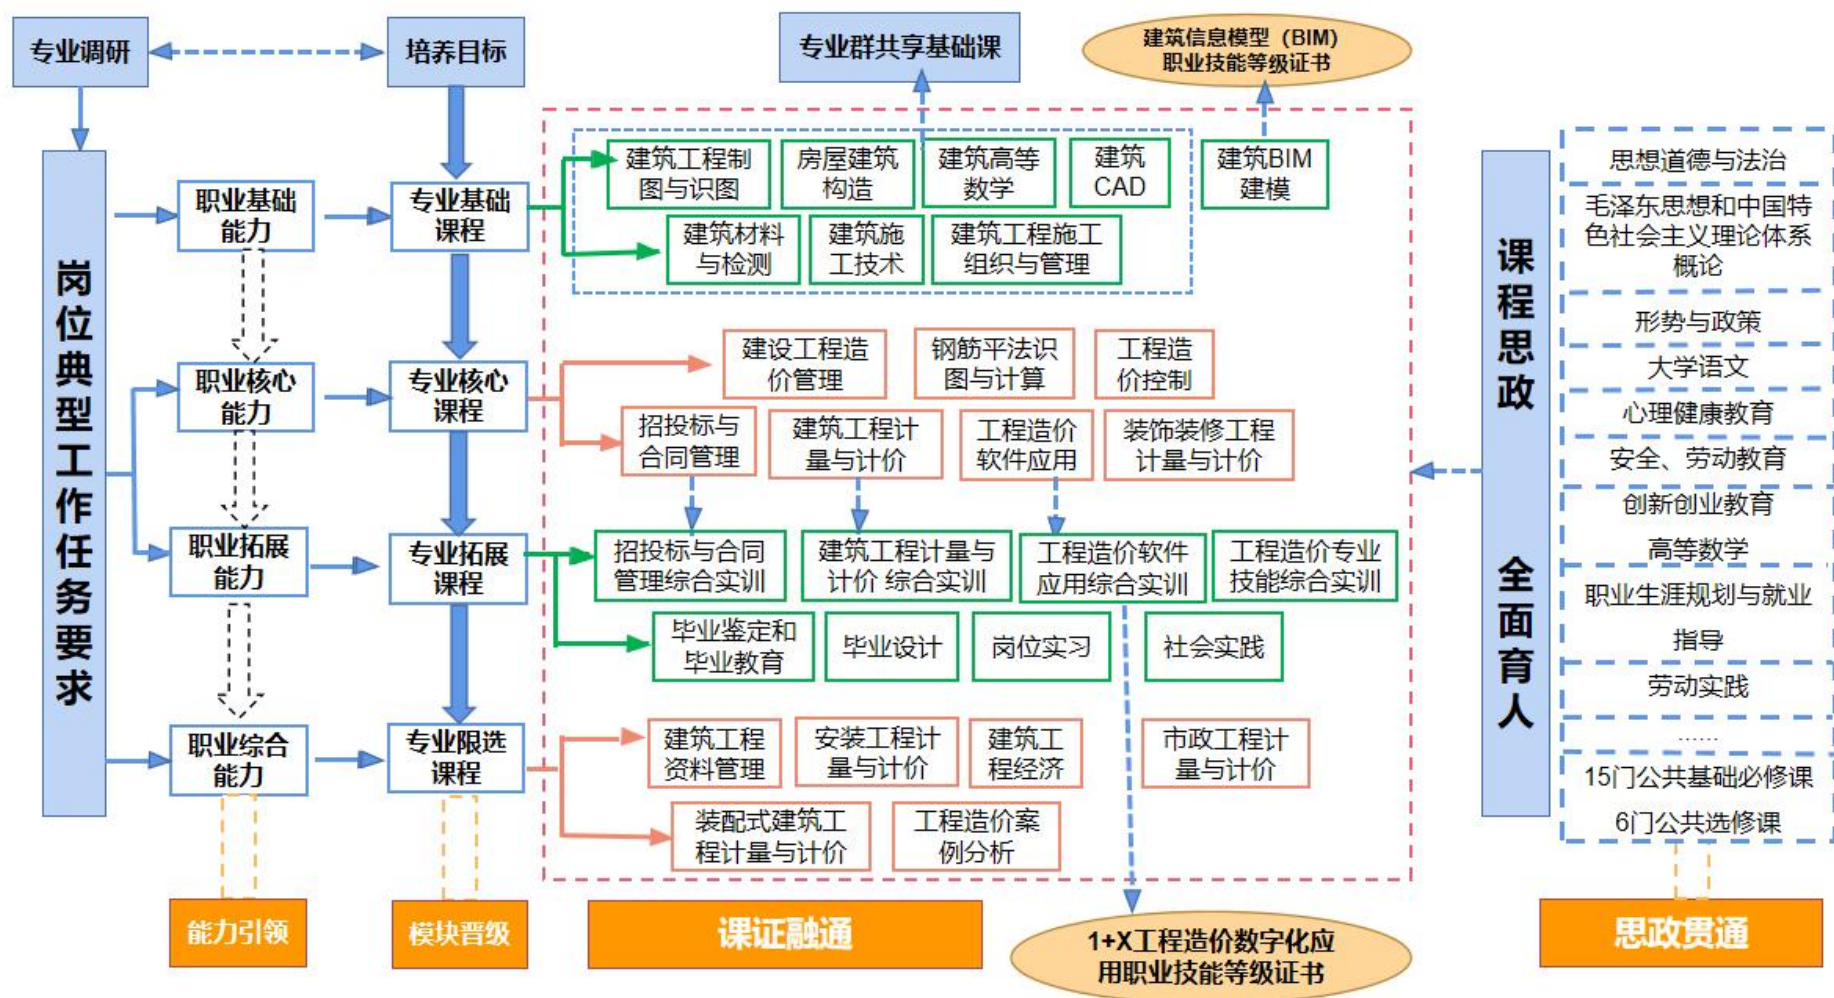 专业调研
培养目标
专业群共享基础课
建筑信息模型（BIM）
职业技能等级证书
岗位典型工作任务要求
职业基础
能力
专业基础
课程
建筑工程制
图与识图
房屋建筑
构造
建筑高等
数学
建筑
CAD
建筑BIM
建模
建筑材料
与检测
建筑施
工技术
建筑工程施工
组织与管理
职业核心
能力
专业核心
课程
建设工程造
价管理
钢筋平法识
图与计算
工程造
价控制
招投标与
合同管理
建筑工程计
量与计价
工程造价
软件应用
装饰装修工程
计量与计价
职业拓展
能力
专业拓展
课程
招投标与合同
管理综合实训
建筑工程计量与
计价 综合实训
工程造价软件
应用综合实训
工程造价专业
技能综合实训
毕业鉴定和
毕业教育
毕业设计
岗位实习
社会实践
职业综合
能力
专业限选
课程
建筑工程
资料管理
安装工程计
量与计价
建筑工
程经济
市政工程计
量与计价
装配式建筑工
程计量与计价
工程造价案
例分析
课程思政
全面育人
思想道德与法治
毛泽东思想和中国特
色社会主义理论体系
概论
形势与政策
大学语文
心理健康教育
安全、劳动教育
创新创业教育
高等数学
职业生涯规划与就业
指导
劳动实践
......
15门公共基础必修课
6门公共选修课
能力引领
模块晋级
课证融通
1+X工程造价数字化应
用职业技能等级证书
思政贯通